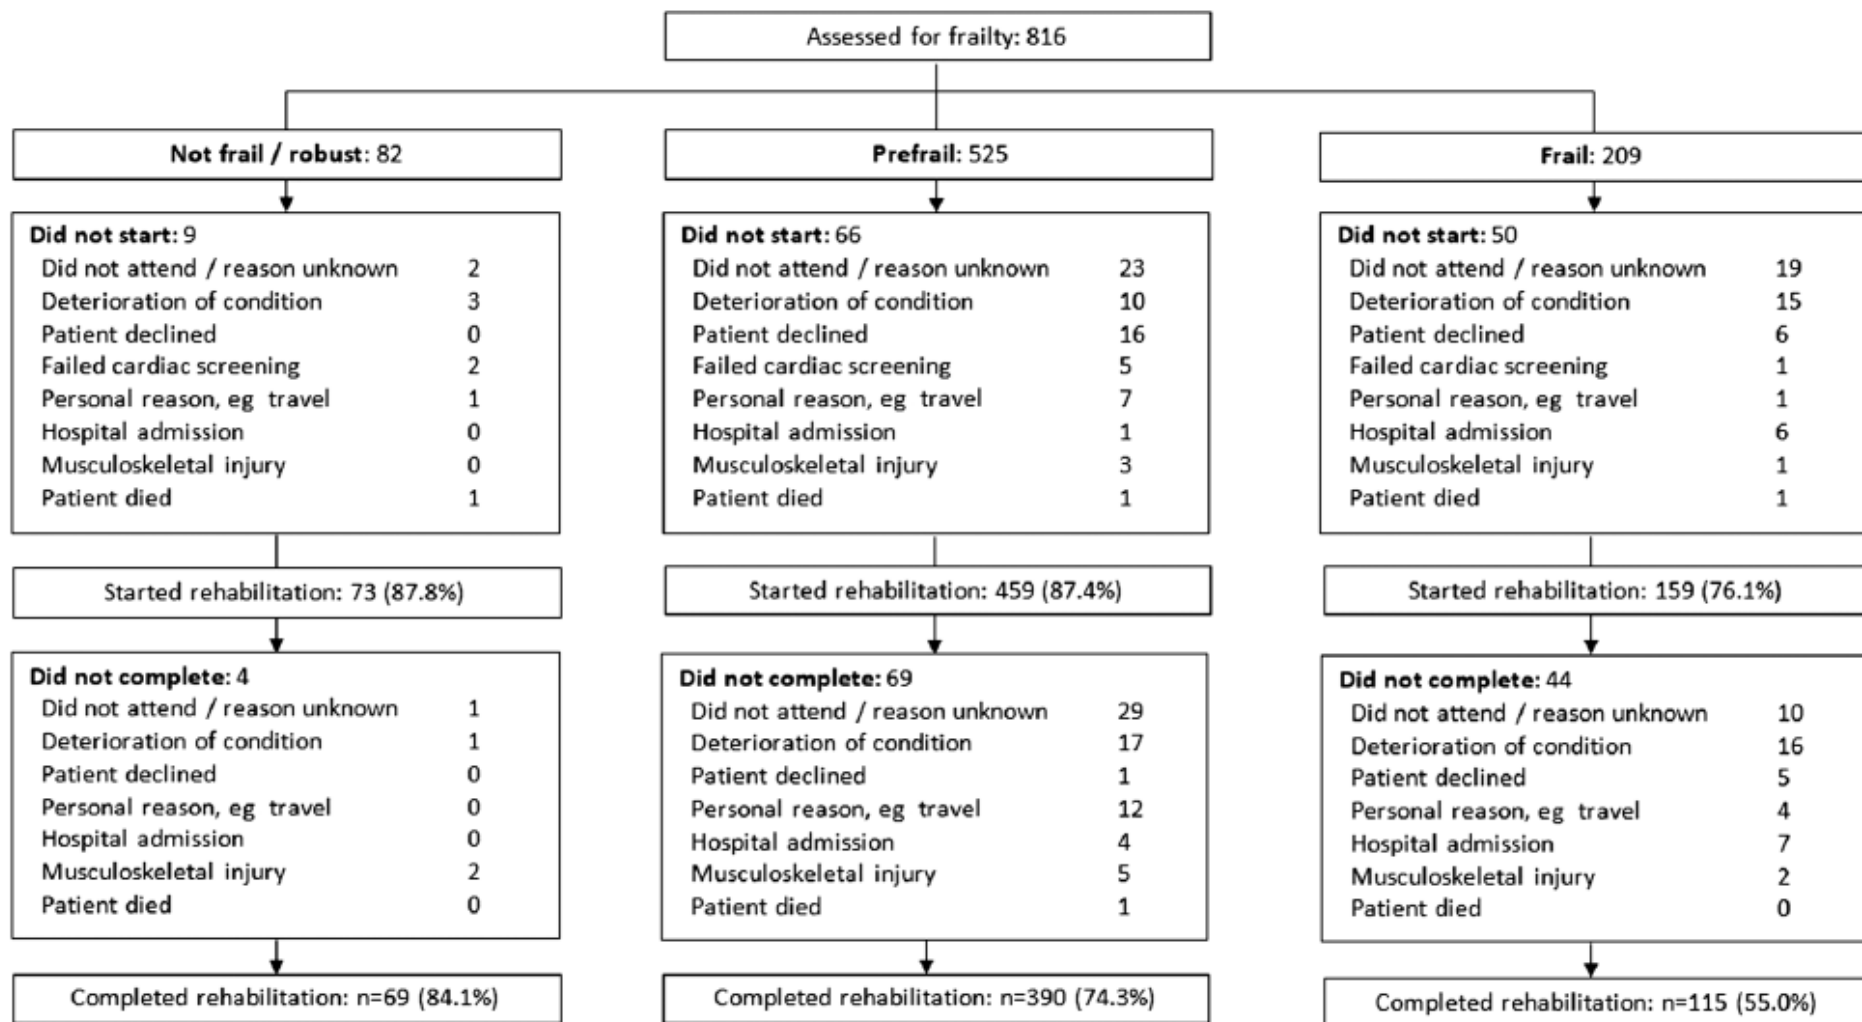 Assessed for frailty: 816
Not frail / robust: 82
Did not start: 9
Did not attend / reason unknown 2
Deterioration of condition 3
Patient declined 0
Failed cardiac screening 2
Personal reason, eg travel 1
Hospital admission 0
Musculoskeletal injury 0
Patient died 1
Started rehabilitation: 73 (87.8%)
Did not complete: 4
Did not attend / reason unknown 1
Deterioration of condition 1
Patient declined 0
Personal reason, eg travel 0
Hospital admission 0
Musculoskeletal injury 2
Patient died 0
Completed rehabilitation: n=69 (84.1%)
Prefrail: 525
Did not start: 66
Did not attend / reason unknown 23
Deterioration of condition 10
Patient declined 16
Failed cardiac screening 5
Personal reason, eg travel 7
Hospital admission 1
Musculoskeletal injury 3
Patient died 1
Started rehabilitation: 459 (87.4%)
Did not complete: 69
Did not attend / reason unknown 29
Deterioration of condition 17
Patient declined 1
Personal reason, eg travel 12
Hospital admission 4
Musculoskeletal injury 5
Patient died 1
Completed rehabilitation: n=390 (74.3%)
Frail: 209
Did not start: 50
Did not attend / reason unknown 19
Deterioration of condition 15
Patient declined 6
Failed cardiac screening 1
Personal reason, eg travel 1
Hospital admission 6
Musculoskeletal injury 1
Patient died 1
Started rehabilitation: 159 (76.1%)
Did not complete: 44
Did not attend / reason unknown 10
Deterioration of condition 16
Patient declined 5
Personal reason, eg travel 4
Hospital admission 7
Musculoskeletal injury 2
Patient died 0
Completed rehabilitation: n=115 (55.0%)